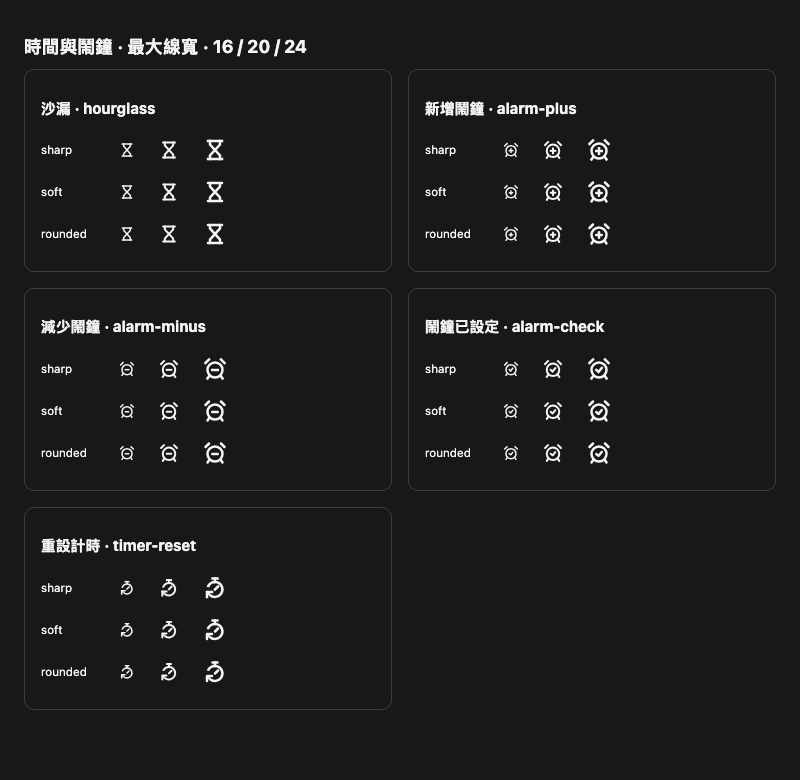 時間與鬧鐘 · 最大線寬 · 16 / 20 / 24
沙漏 · hourglass
sharp
soft
rounded
新增鬧鐘 · alarm-plus
sharp
soft
rounded
減少鬧鐘 · alarm-minus
sharp
soft
rounded
鬧鐘已設定 · alarm-check
sharp
soft
rounded
重設計時 · timer-reset
sharp
soft
rounded